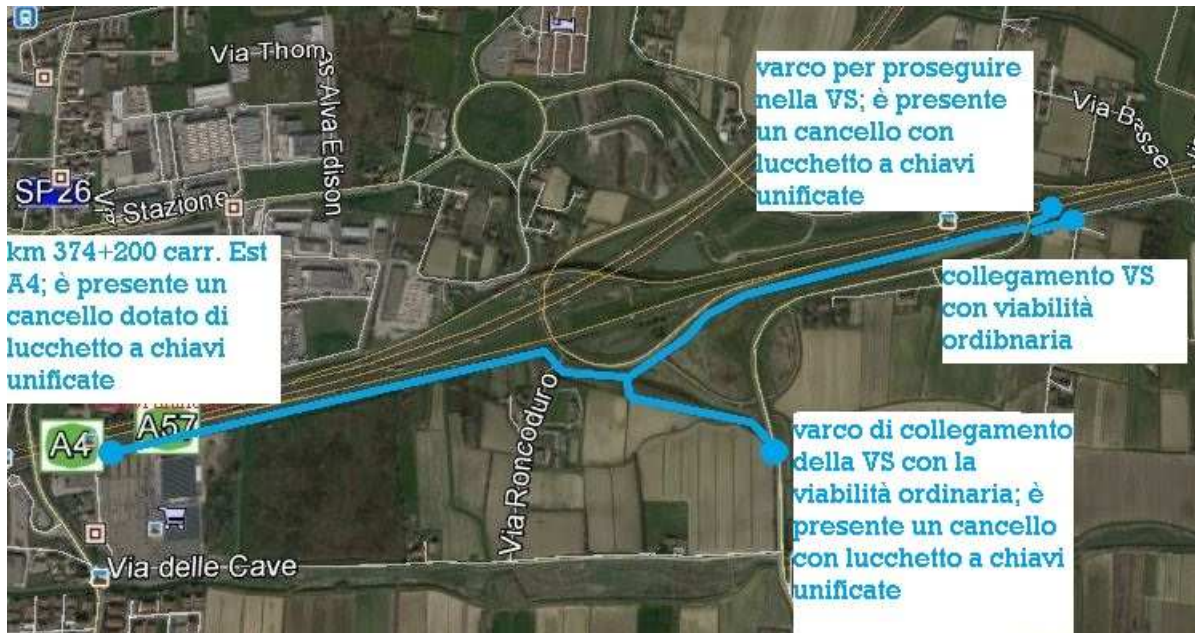 Via Thomas Alva Edison
varco per proseguire
nella VS; è presente
un cancello con
lucchetto a chiavi
unificate
Via Basse
SP 26
Via Stazione
km 374+200 carr. Est
A4; è presente un
cancello dotato di
lucchetto a chiavi
unificate
collegamento VS
con viabilità
ordibnaria
A4
A57
Via Roncoduro
varco di collegamento
della VS con la
viabilità ordinaria; è
presente un cancello
con lucchetto a chiavi
unificate
Via delle Cave